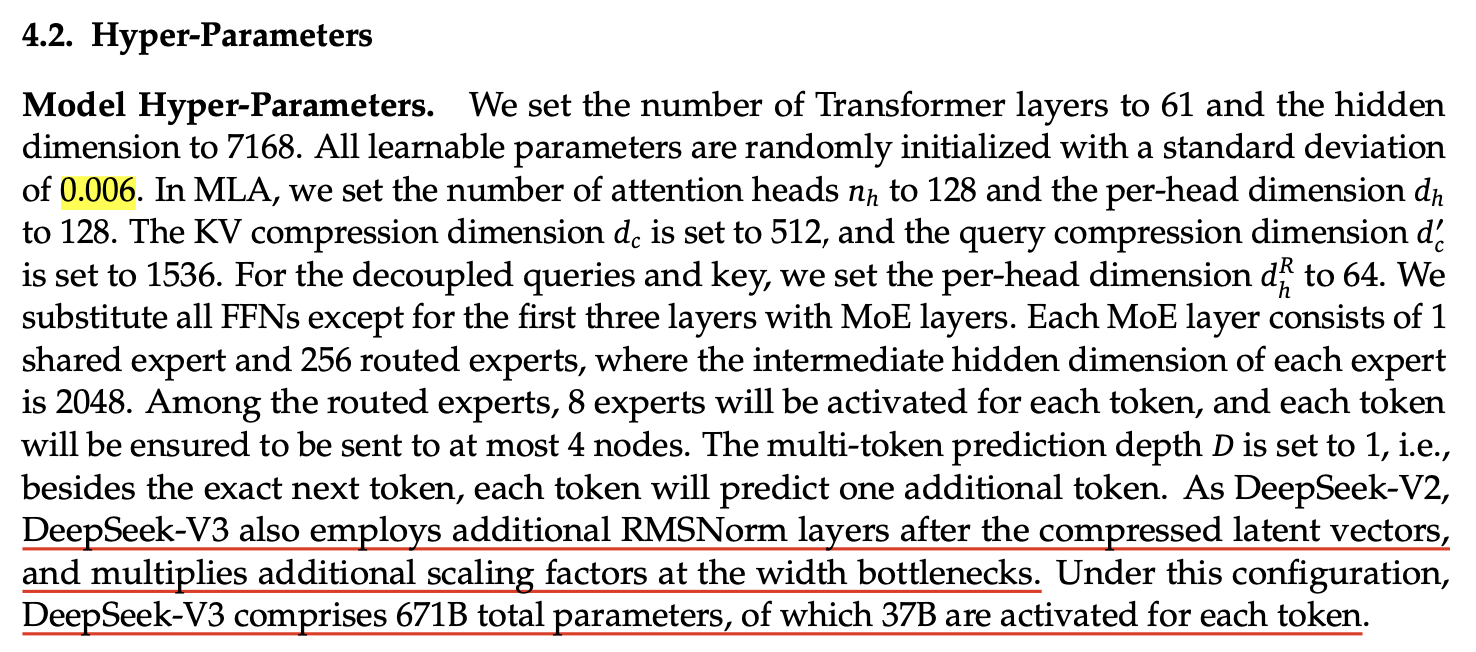 4.2. Hyper-Parameters
Model Hyper-Parameters. We set the number of Transformer layers to 61 and the hidden
dimension to 7168. All learnable parameters are randomly initialized with a standard deviation
of 0.006. In MLA, we set the number of attention heads nₕ to 128 and the per-head dimension dₕ
to 128. The KV compression dimension d_c is set to 512, and the query compression dimension d′_c
is set to 1536. For the decoupled queries and key, we set the per-head dimension dₕᴿ to 64. We
substitute all FFNs except for the first three layers with MoE layers. Each MoE layer consists of 1
shared expert and 256 routed experts, where the intermediate hidden dimension of each expert
is 2048. Among the routed experts, 8 experts will be activated for each token, and each token
will be ensured to be sent to at most 4 nodes. The multi-token prediction depth D is set to 1, i.e.,
besides the exact next token, each token will predict one additional token. As DeepSeek-V2,
DeepSeek-V3 also employs additional RMSNorm layers after the compressed latent vectors,
and multiplies additional scaling factors at the width bottlenecks. Under this configuration,
DeepSeek-V3 comprises 671B total parameters, of which 37B are activated for each token.